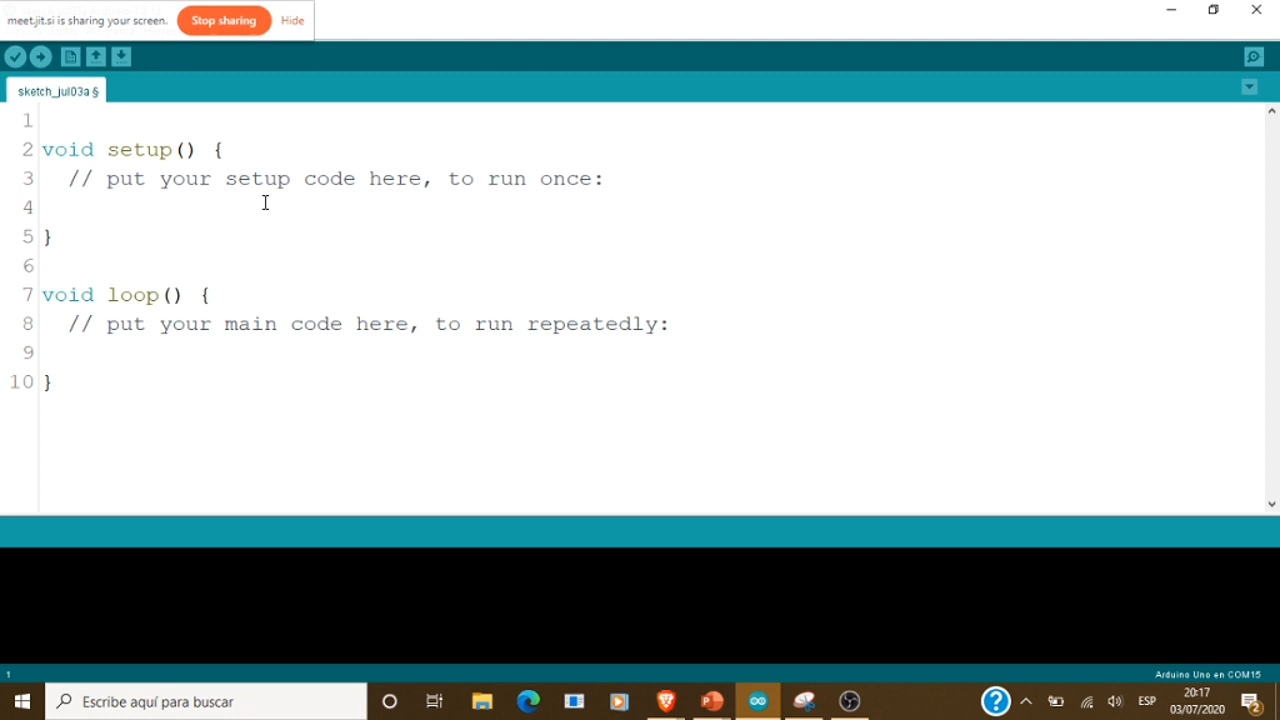 meet.jit.si is sharing your screen. Stop sharing Hide
sketch_jul03a §
1
2 void setup() {
3 // put your setup code here, to run once:
4
5 }
6
7 void loop() {
8 // put your main code here, to run repeatedly:
9
10 }
1
Arduino Uno en COM15
Escribe aquí para buscar
ESP
20:17
03/07/2020
2